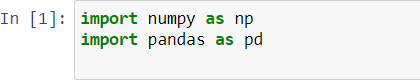 In [1]: import numpy as np
import pandas as pd